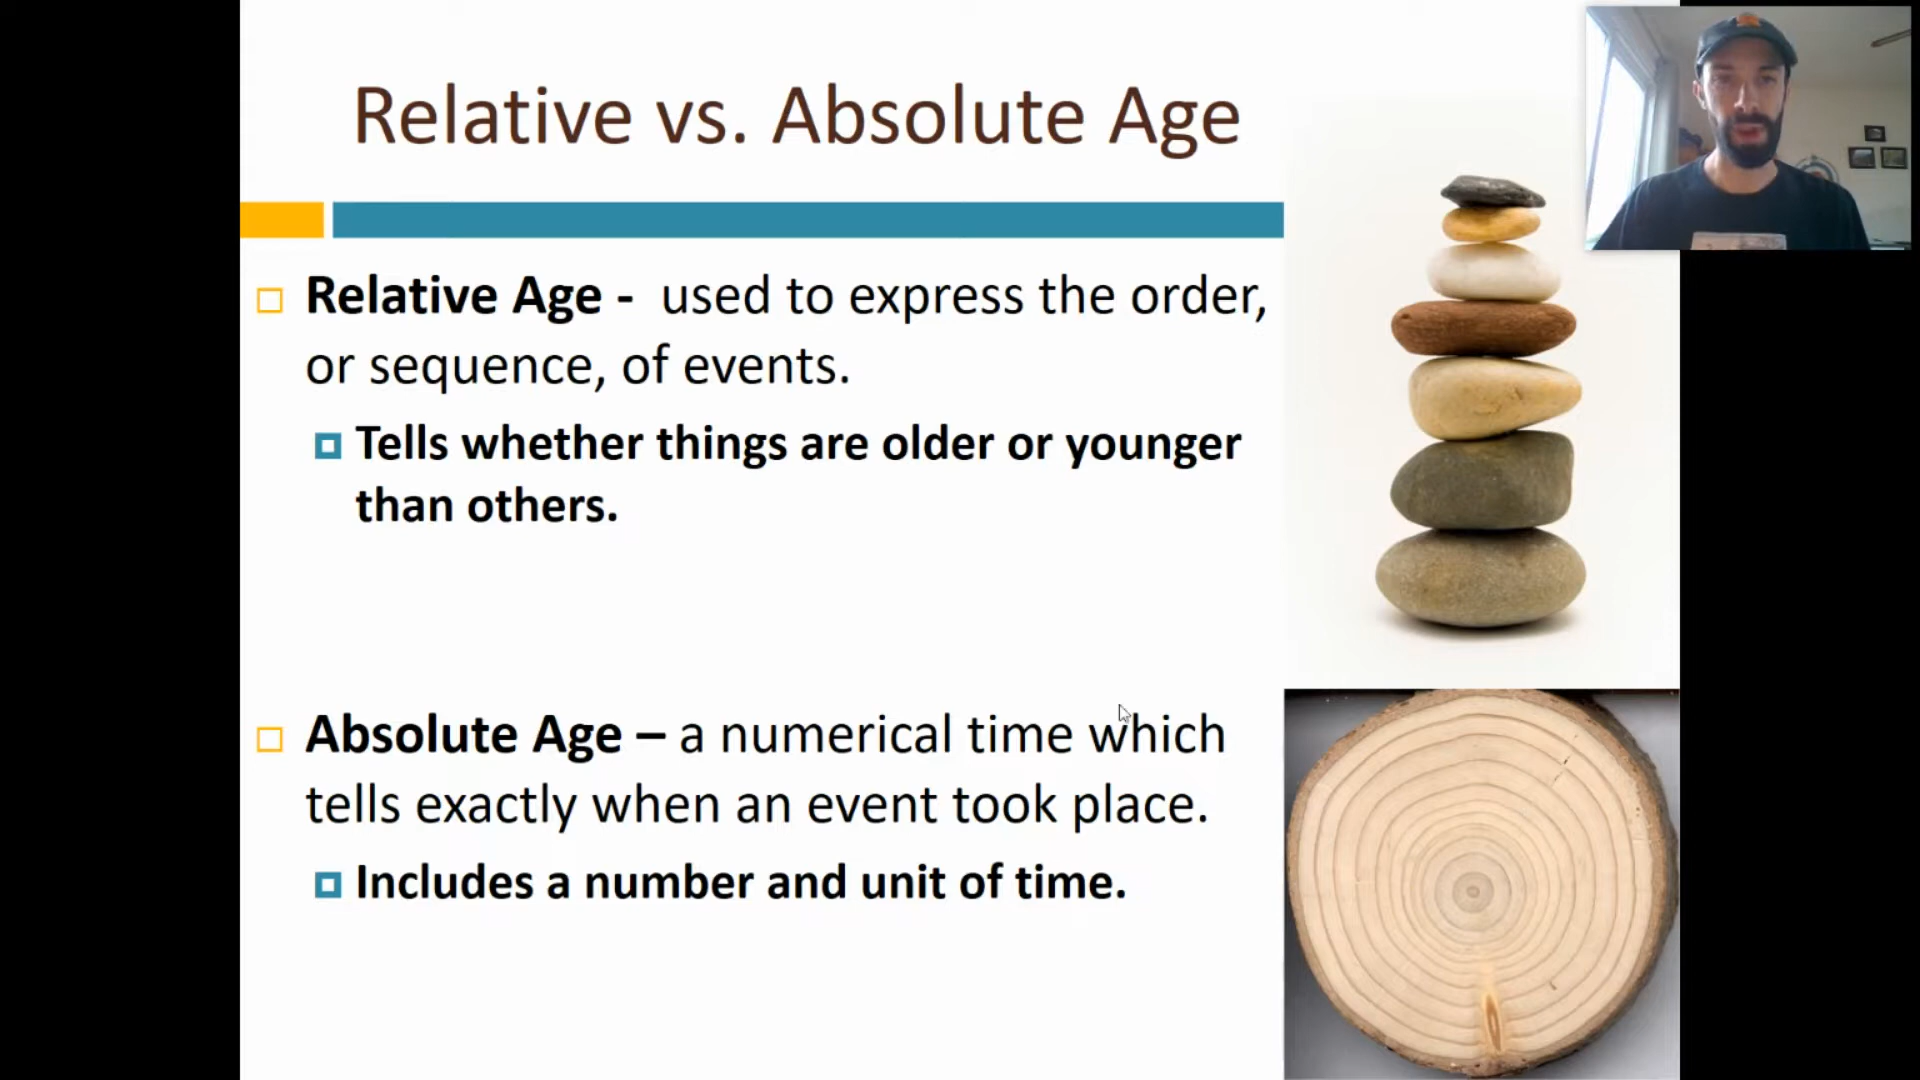 Relative vs. Absolute Age
Relative Age - used to express the order,
or sequence, of events.
Tells whether things are older or younger
than others.
Absolute Age – a numerical time which
tells exactly when an event took place.
Includes a number and unit of time.